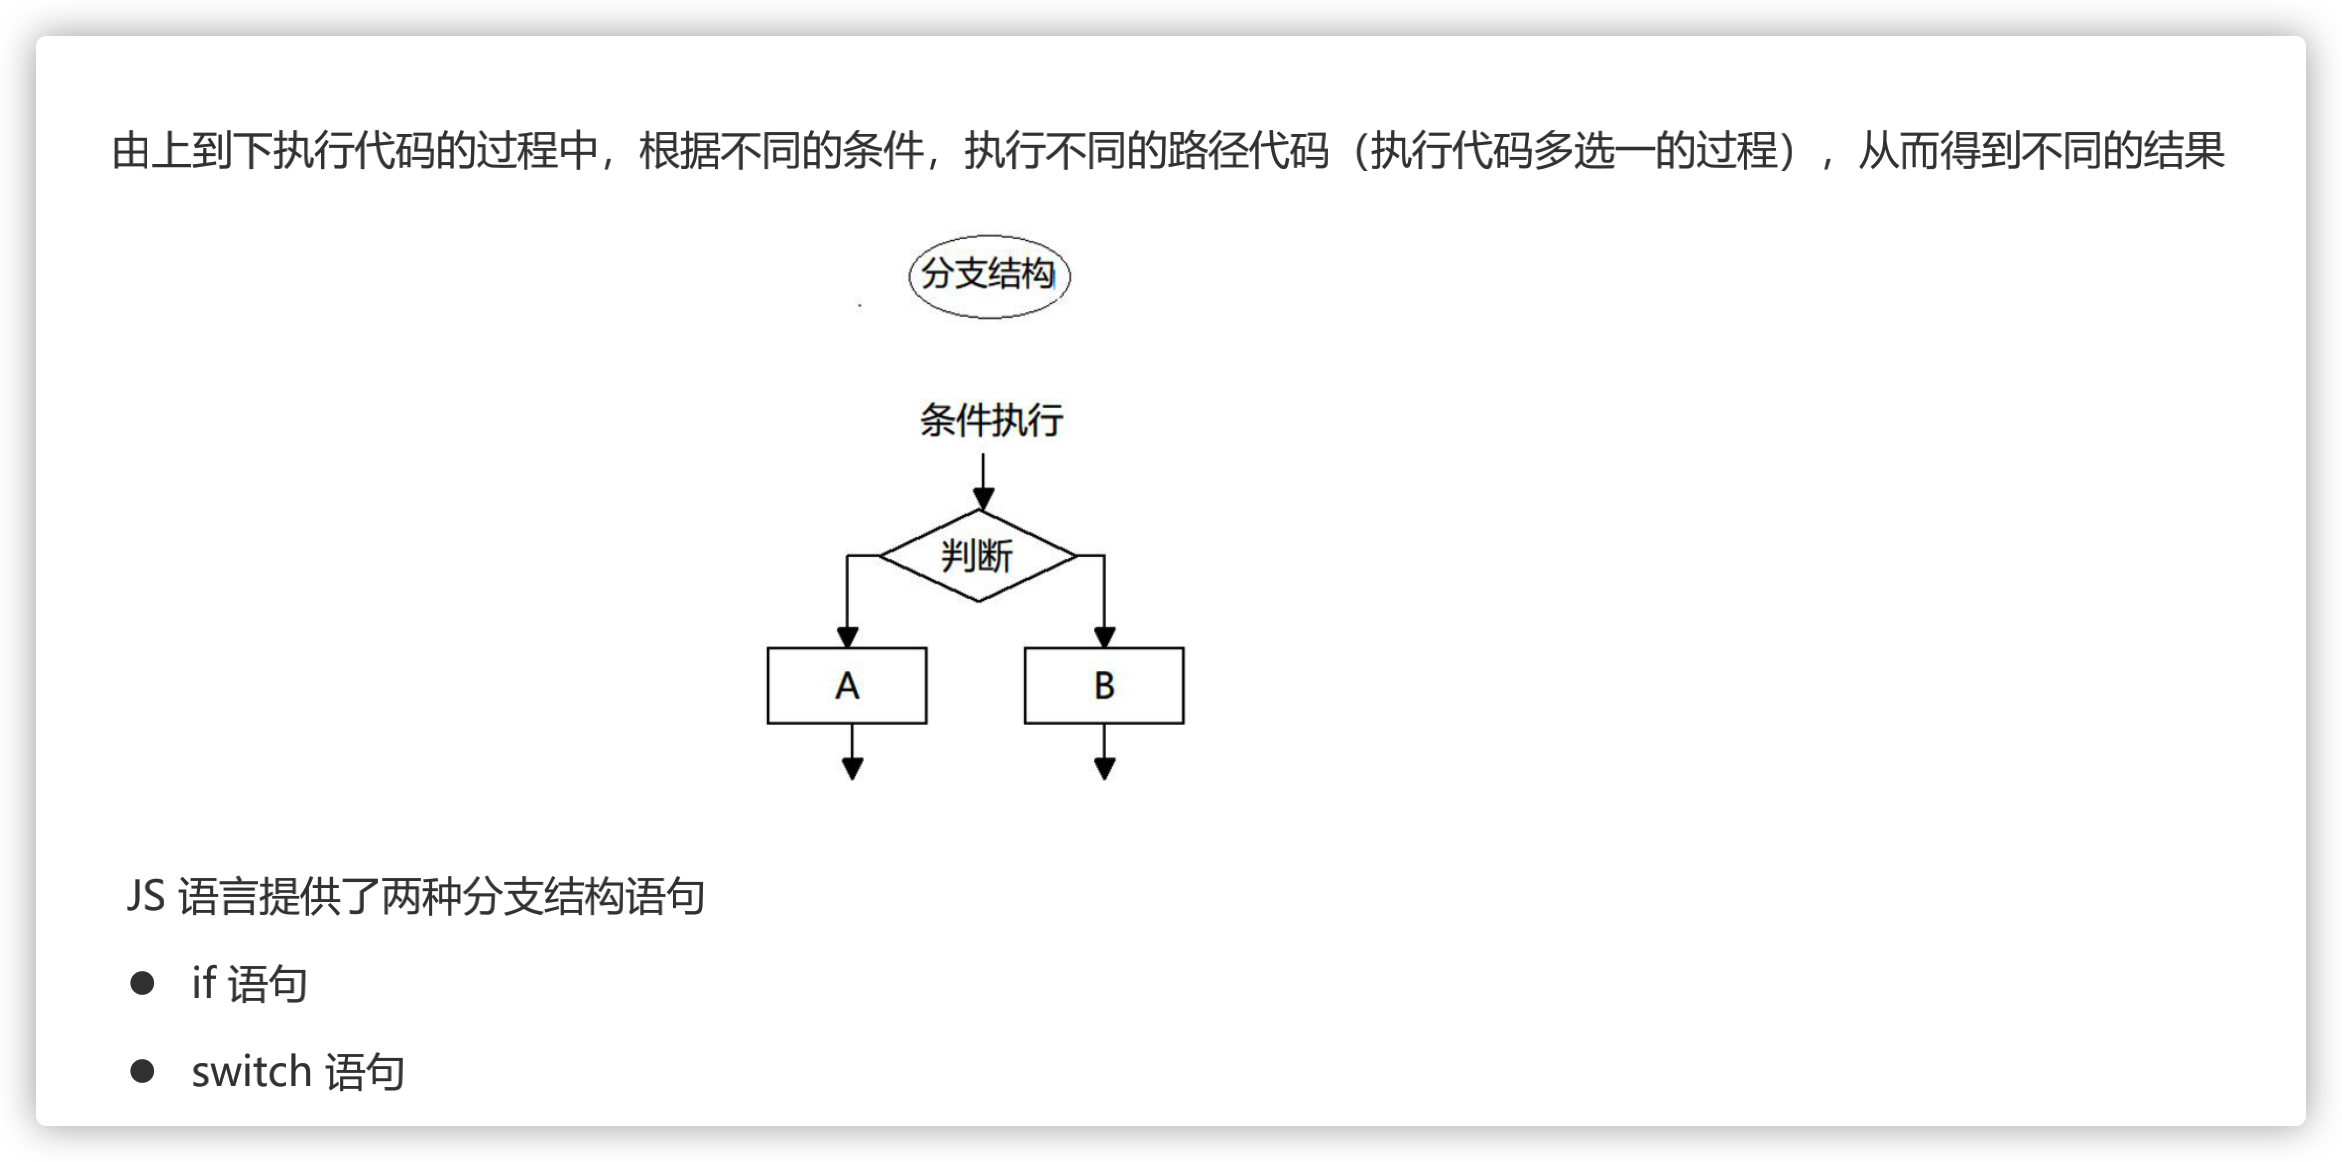 由上到下执行代码的过程中，根据不同的条件，执行不同的路径代码（执行代码多选一的过程），从而得到不同的结果
分支结构
条件执行
判断
A
B
JS 语言提供了两种分支结构语句
● if 语句
● switch 语句